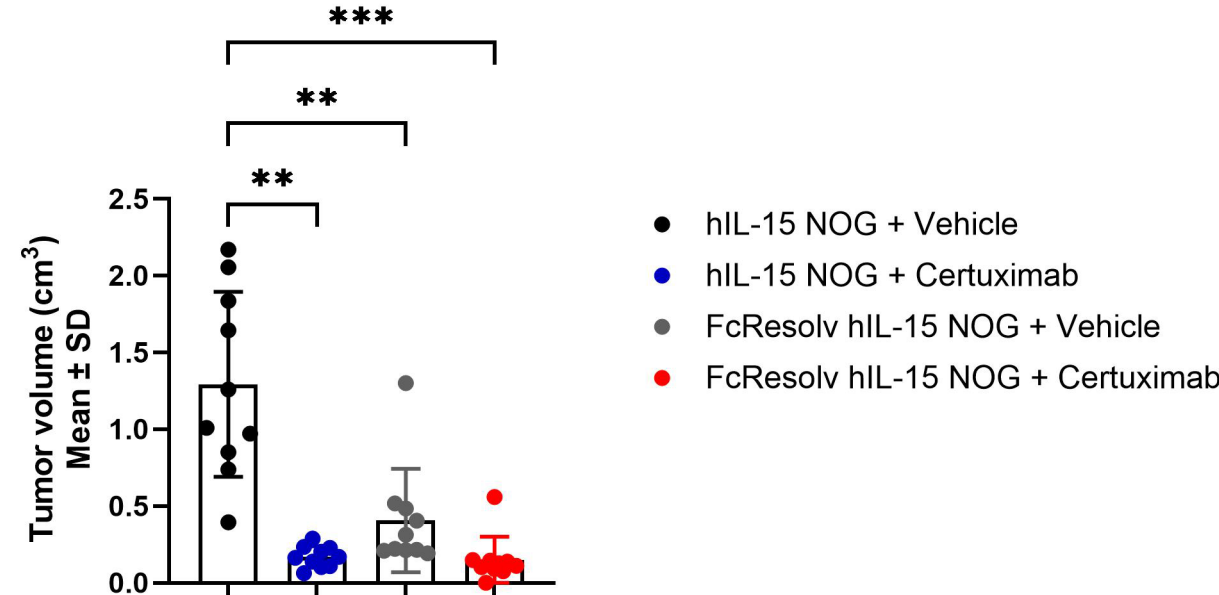 ***
**
**
2.5
2.0
1.5
1.0
0.5
0.0
Tumor volume (cm³)
Mean ± SD
hIL-15 NOG + Vehicle
hIL-15 NOG + Certuximab
FcResolv hIL-15 NOG + Vehicle
FcResolv hIL-15 NOG + Certuximab